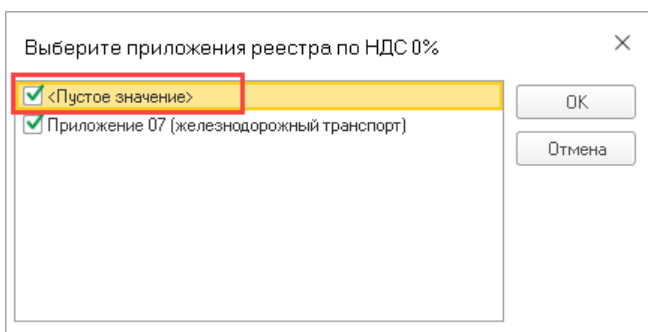 Выберите приложения реестра по НДС 0%
<Пустое значение>
ОК
Приложение 07 (железнодорожный транспорт)
Отмена